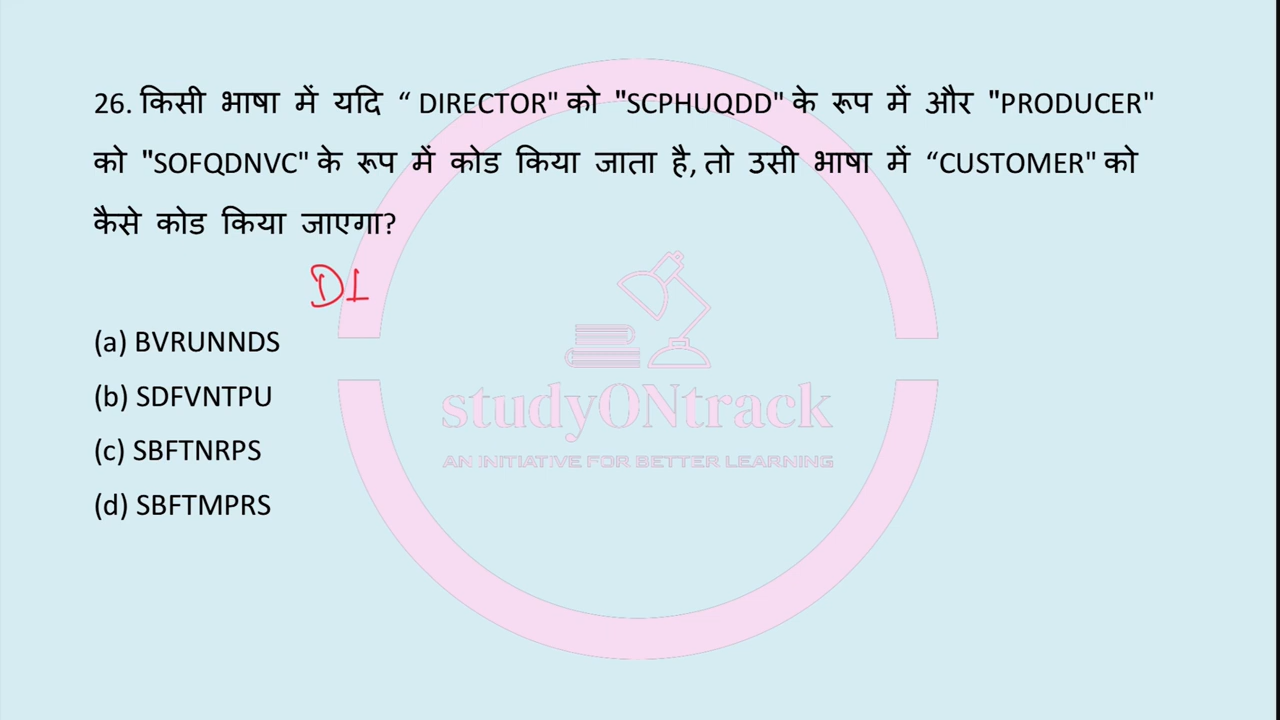 26. किसी भाषा में यदि “ DIRECTOR" को "SCPHUQDD" के रूप में और "PRODUCER"
को "SOFQDNVC" के रूप में कोड किया जाता है, तो उसी भाषा में “CUSTOMER" को
कैसे कोड किया जाएगा?
DI
(a) BVRUNNDS
(b) SDFVNTPU
(c) SBFTNRPS
(d) SBFTMPRS
studyONtrack
AN INITIATIVE FOR BETTER LEARNING